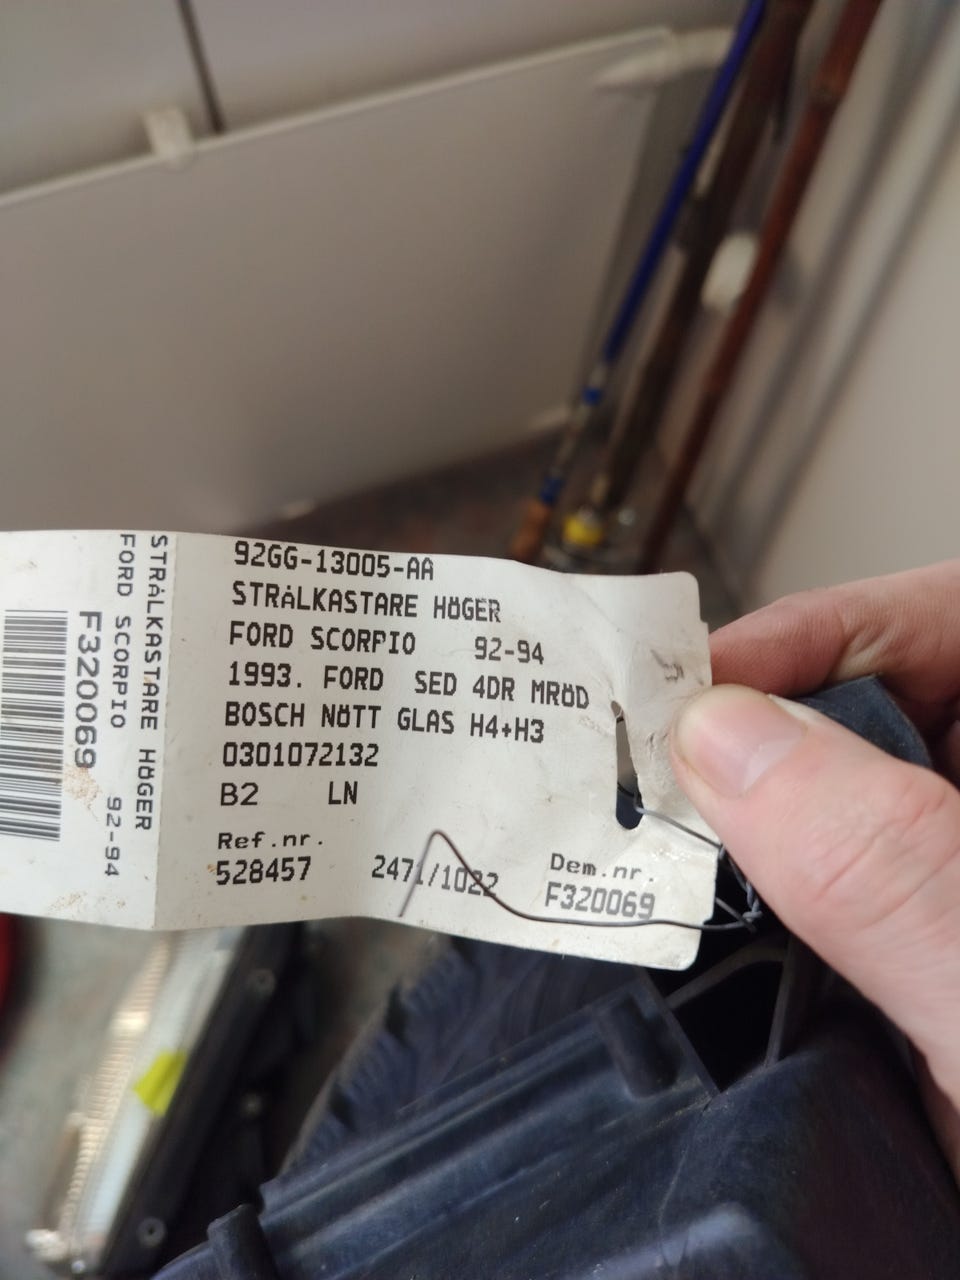 92GG-13005-AA
STRÅLKASTARE HÖGER
FORD SCORPIO 92-94
1993. FORD SED 4DR MRÖD
BOSCH NÖTT GLAS H4+H3
0301072132
B2 LN
Ref.nr.
528457 2471/1022
Dem.nr.
F320069
STRÅLKASTARE HÖGER
FORD SCORPIO 92-94
F320069